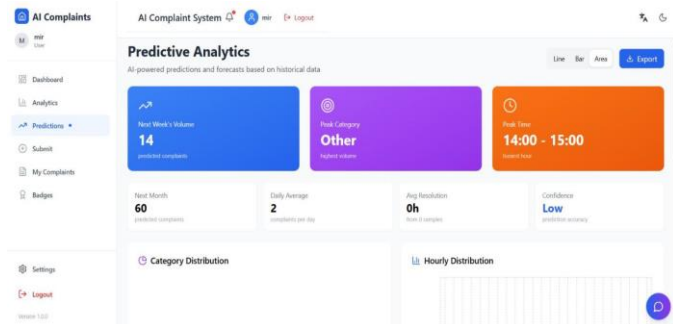 AI Complaints
mir
User
M
Dashboard
Analytics
Predictions
Submit
My Complaints
Badges
Settings
Logout
Version 1.0.0
AI Complaint System
mir
Logout
Predictive Analytics
AI-powered predictions and forecasts based on historical data
Line
Bar
Area
Export
Next Week's Volume
14
predicted complaints
Peak Category
Other
highest volume
Peak Time
14:00 - 15:00
busiest hour
Next Month
60
predicted complaints
Daily Average
2
complaints per day
Avg Resolution
0h
from 0 samples
Confidence
Low
prediction accuracy
Category Distribution
Hourly Distribution